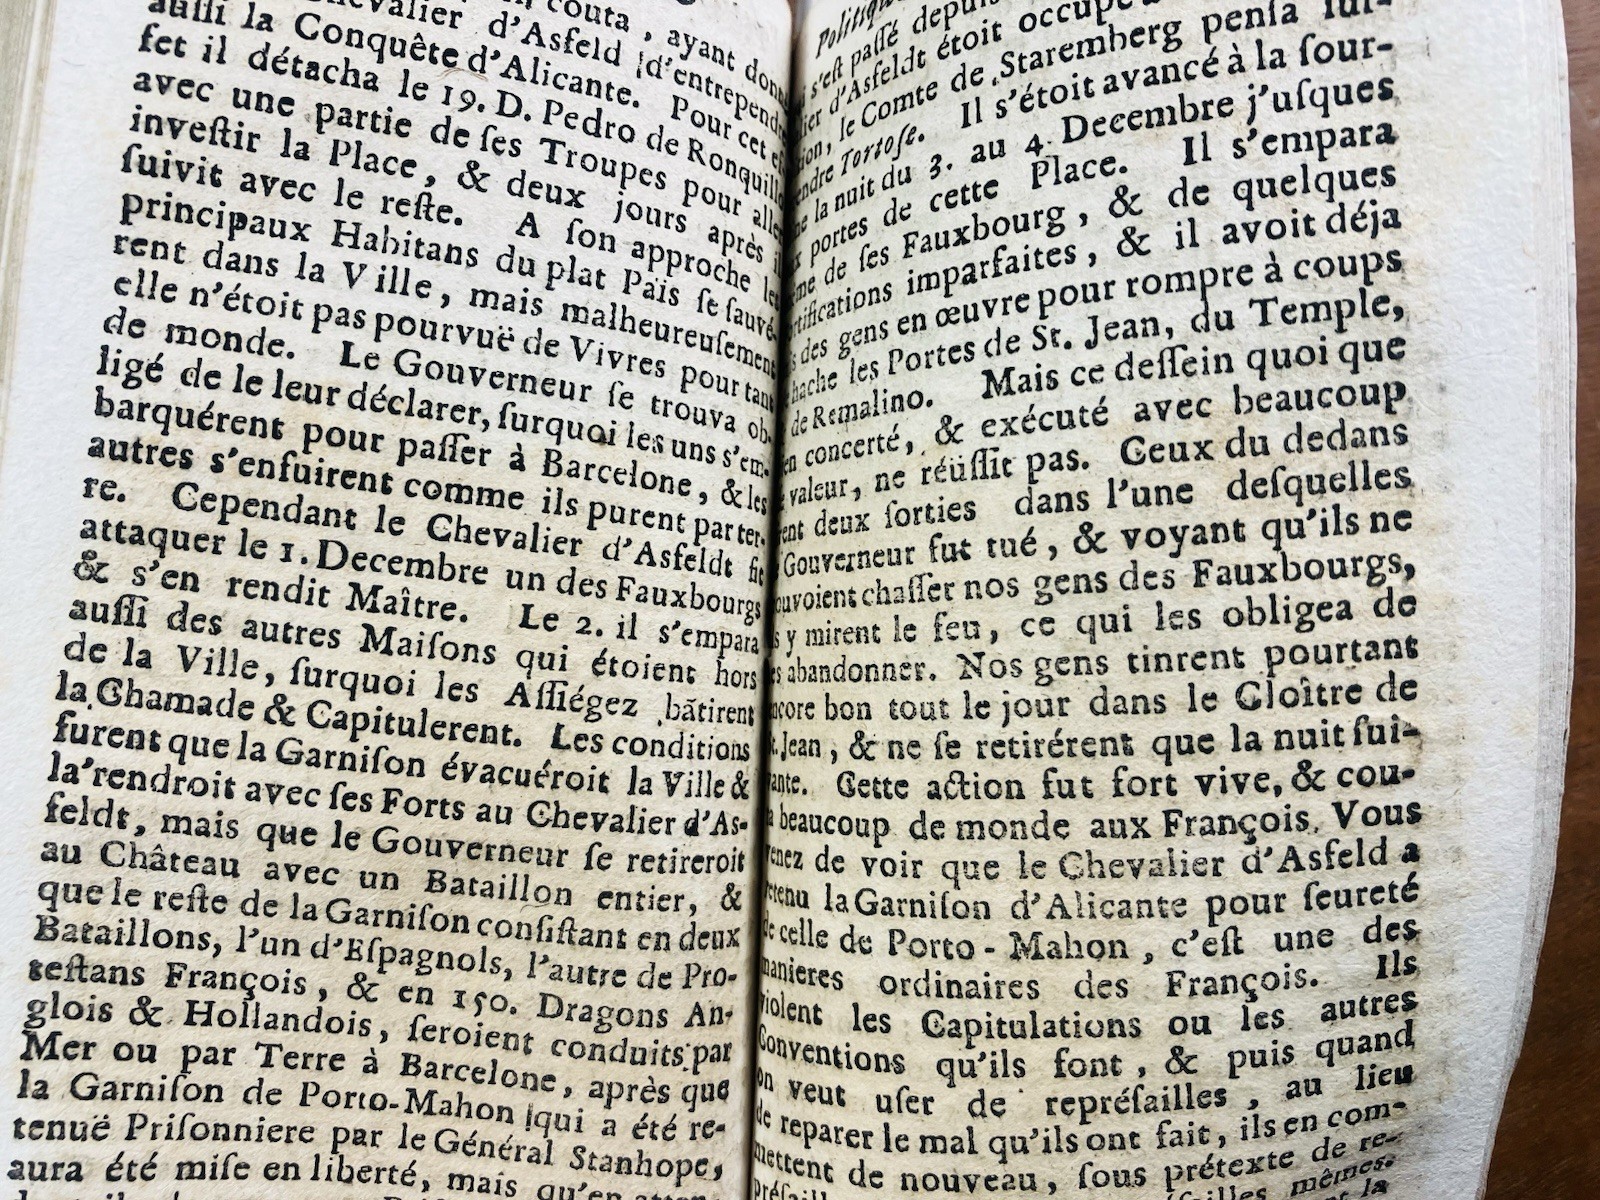 couta, ayant donné
Chevalier d'Asfeld d'entreprendre
auſſi la Conquête d'Alicante. Pour cet ef-
fet il détacha le 19. D. Pedro de Ronquillo
avec une partie de ſes Troupes pour aller
inveſtir la Place, & deux jours après il
ſuivit avec le reſte. A ſon approche les
principaux Habitans du plat Païs ſe ſauvé-
rent dans la Ville, mais malheureuſement
elle n'étoit pas pourvuë de Vivres pour tant
de monde. Le Gouverneur ſe trouva ob-
ligé de le leur déclarer, ſurquoi les uns s'em-
barquérent pour paſſer à Barcelone, & les
autres s'enfuirent comme ils purent par ter-
re. Cependant le Chevalier d'Asfeldt fit
attaquer le 1. Decembre un des Fauxbourgs
& s'en rendit Maître. Le 2. il s'empara
auſſi des autres Maiſons qui étoient hors
de la Ville, ſurquoi les Aſſiégez bâtirent
la Chamade & Capitulerent. Les conditions
furent que la Garniſon évacuéroit la Ville &
la rendroit avec ſes Forts au Chevalier d'As-
feldt, mais que le Gouverneur ſe retireroit
au Château avec un Bataillon entier, &
que le reſte de la Garniſon conſiſtant en deux
Bataillons, l'un d'Eſpagnols, l'autre de Pro-
teſtans François, & en 150. Dragons An-
glois & Hollandois, ſeroient conduits par
Mer ou par Terre à Barcelone, après que
la Garniſon de Porto-Mahon qui a été re-
tenuë Priſonniere par le Général Stanhope,
aura été miſe en liberté, mais qu'en
Politique
s'eſt paſſé depuis
d'Asfeldt étoit occupé
le Comte de Staremberg penſa ſur-
Tortoſe. Il s'étoit avancé à la ſour-
la nuit du 3. au 4. Decembre j'uſques
portes de cette Place. Il s'empara
de ſes Fauxbourg, & de quelques
imparfaites, & il avoit déja
des gens en œuvre pour rompre à coups
hache les Portes de St. Jean, du Temple,
de Remalino. Mais ce deſſein quoi que
concerté, & exécuté avec beaucoup
valeur, ne réüſſit pas. Ceux du dedans
deux ſorties dans l'une deſquelles
Gouverneur fut tué, & voyant qu'ils ne
chaſſer nos gens des Fauxbourgs,
y mirent le feu, ce qui les obligea de
abandonner. Nos gens tinrent pourtant
bon tout le jour dans le Cloître de
Jean, & ne ſe retirérent que la nuit ſui-
vante. Cette action fut fort vive, & cou-
beaucoup de monde aux François. Vous
venez de voir que le Chevalier d'Asfeld a
retenu la Garniſon d'Alicante pour ſeureté
de celle de Porto-Mahon, c'eſt une des
manieres ordinaires des François. Ils
violent les Capitulations ou les autres
Conventions qu'ils font, & puis quand
on veut uſer de repréſailles, au lieu
de reparer le mal qu'ils ont fait, ils en com-
mettent de nouveau, ſous prétexte de re-
mêmes.